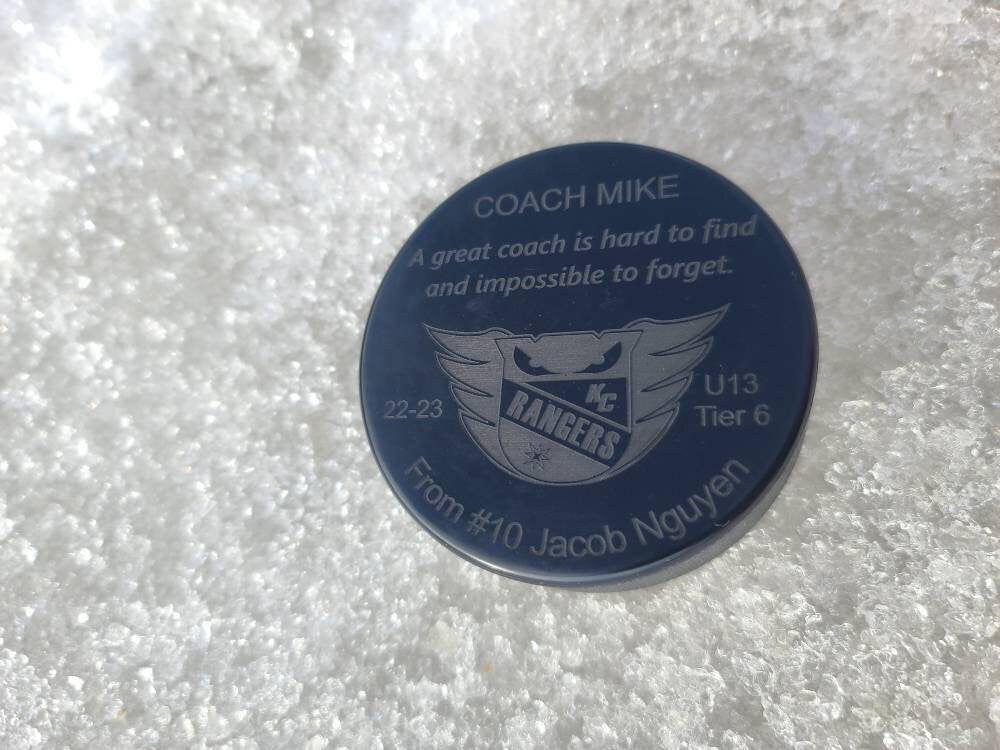 COACH MIKE
A great coach is hard to find
and impossible to forget.
KC
RANGERS
22-23
U13
Tier 6
From #10 Jacob Nguyen